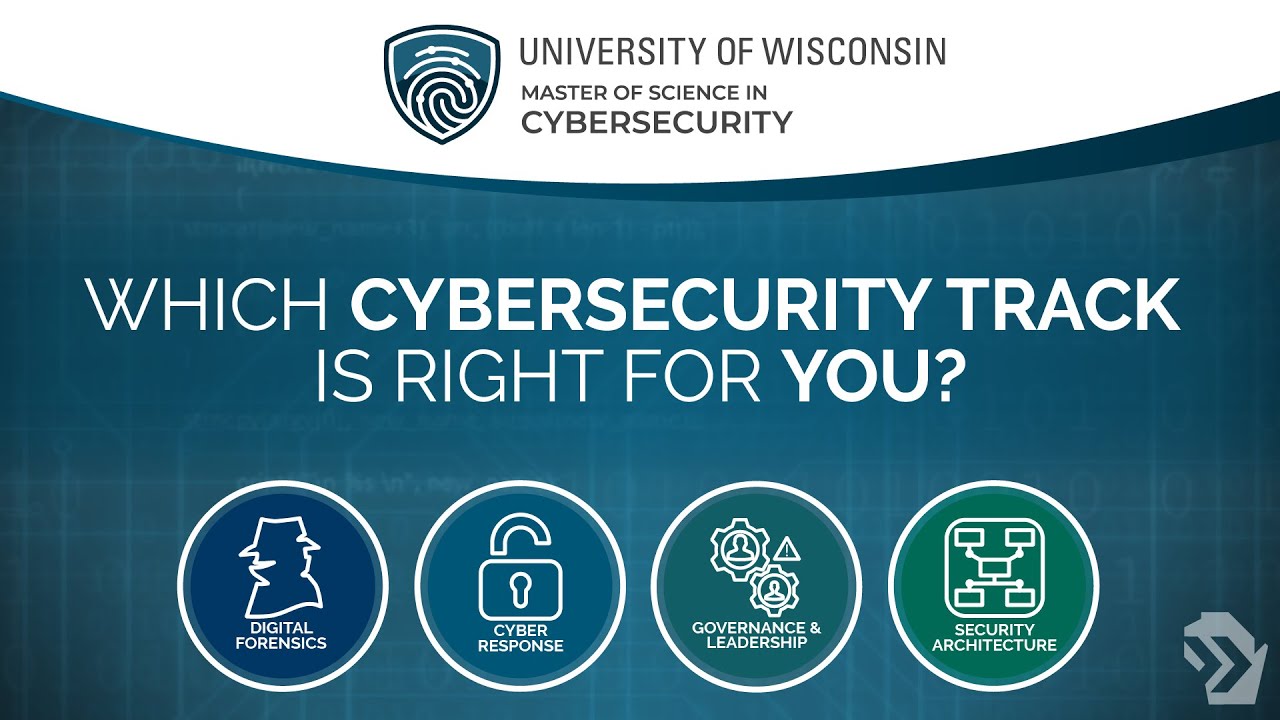 UNIVERSITY OF WISCONSIN
MASTER OF SCIENCE IN
CYBERSECURITY
WHICH CYBERSECURITY TRACK
IS RIGHT FOR YOU?
DIGITAL
FORENSICS
CYBER
RESPONSE
GOVERNANCE &
LEADERSHIP
SECURITY
ARCHITECTURE